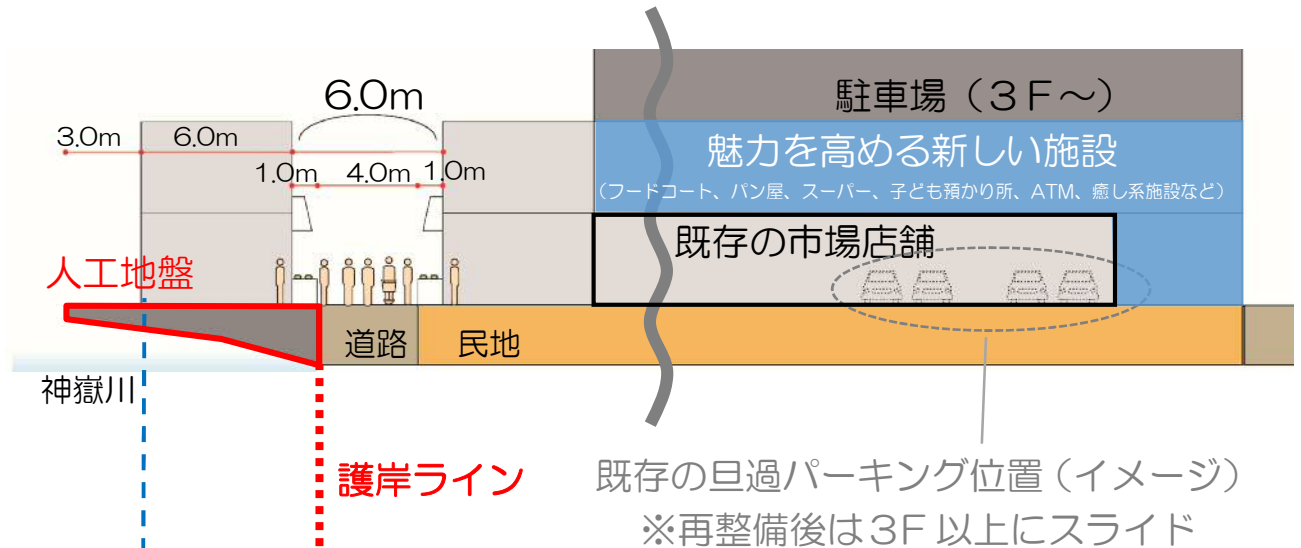 駐車場（３Ｆ～）
6.0m
3.0m
6.0m
魅力を高める新しい施設
1.0m
4.0m
1.0m
（フードコート、パン屋、スーパー、子ども預かり所、ATM、癒し系施設など）
既存の市場店舗
人工地盤
道路
民地
神嶽川
護岸ライン
既存の旦過パーキング位置（イメージ）
※再整備後は３Ｆ以上にスライド